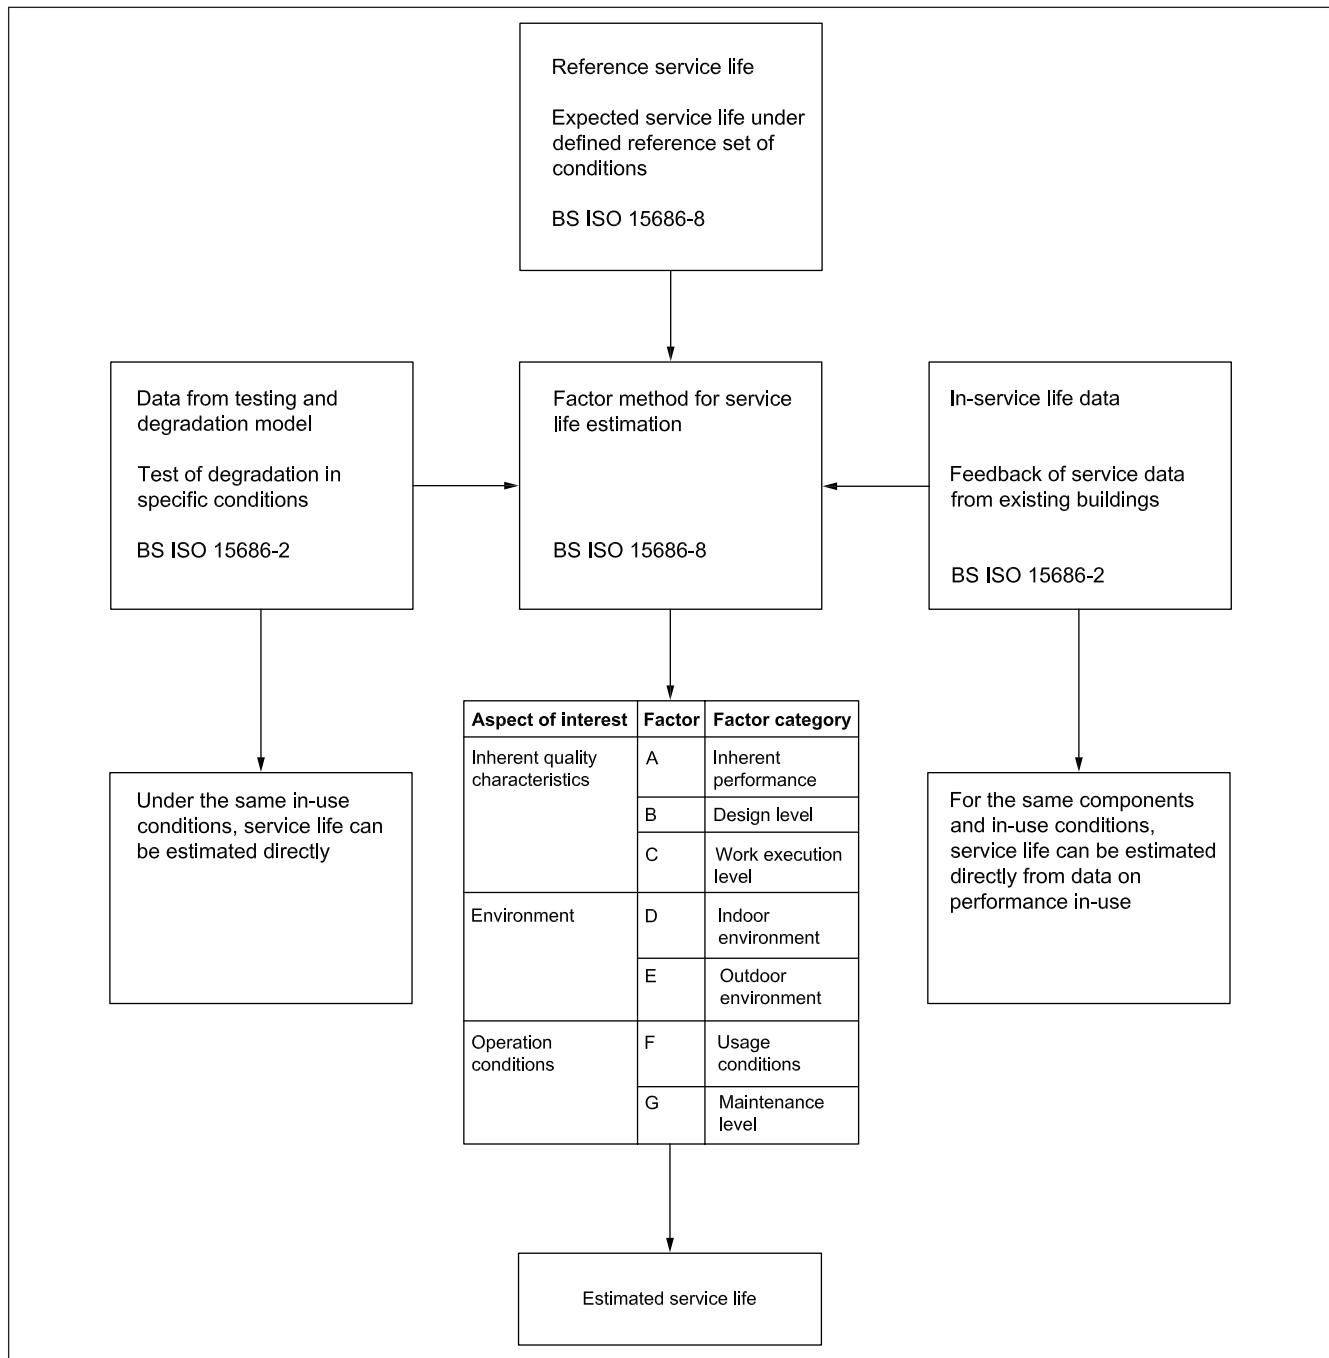 Reference service life
Expected service life under
defined reference set of
conditions
BS ISO 15686-8
Data from testing and
degradation model
Test of degradation in
specific conditions
BS ISO 15686-2
Factor method for service
life estimation
BS ISO 15686-8
In-service life data
Feedback of service data
from existing buildings
BS ISO 15686-2
Under the same in-use
conditions, service life can
be estimated directly
Aspect of interest Factor Factor category
Inherent quality
characteristics
A
Inherent
performance
B
Design level
C
Work execution
level
Environment
D
Indoor
environment
E
Outdoor
environment
Operation
conditions
F
Usage
conditions
G
Maintenance
level
For the same components
and in-use conditions,
service life can be estimated
directly from data on
performance in-use
Estimated service life